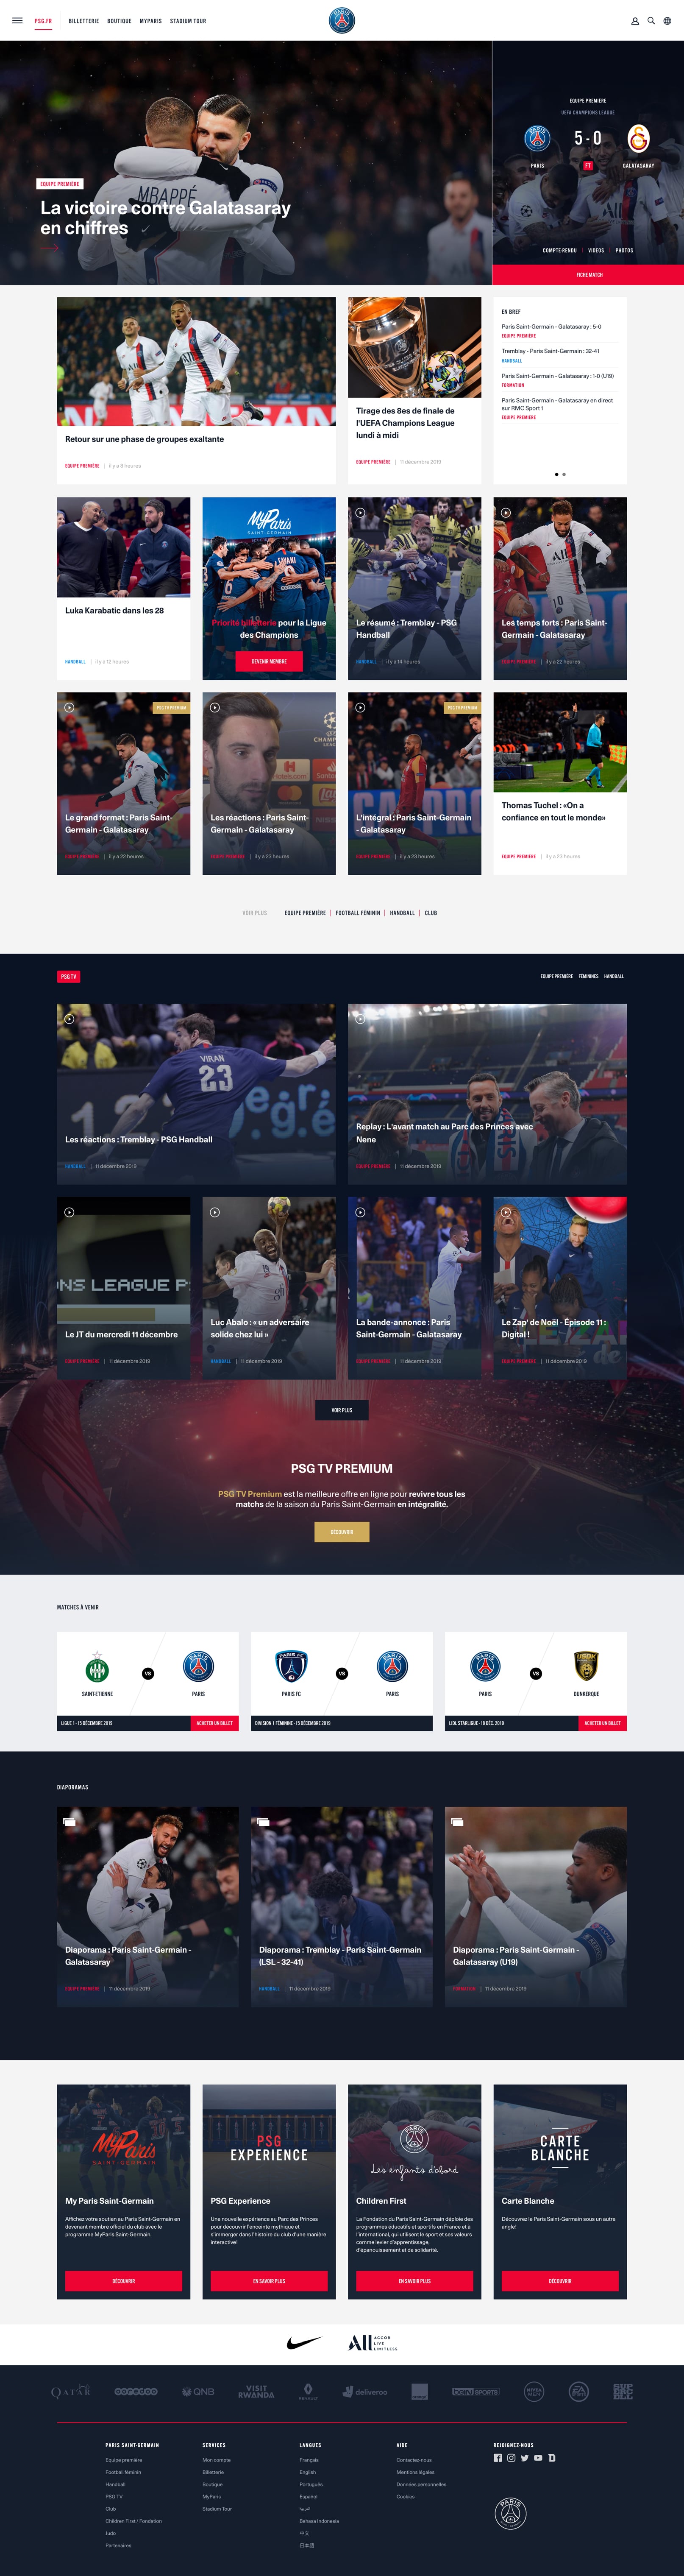 PSG.FR BILLETTERIE BOUTIQUE MYPARIS STADIUM TOUR
MBAPPÉ
EQUIPE PREMIÈRE
La victoire contre Galatasaray
en chiffres
EQUIPE PREMIÈRE
UEFA CHAMPIONS LEAGUE
5 - 0
PARIS FT GALATASARAY
COMPTE-RENDU VIDÉOS PHOTOS
FICHE MATCH
Retour sur une phase de groupes exaltante
EQUIPE PREMIÈRE | il y a 9 heures
Tirage des 8es de finale de
l'UEFA Champions League
lundi à midi
EQUIPE PREMIÈRE | 11 décembre 2019
EN BREF
Paris Saint-Germain - Galatasaray : 5-0
EQUIPE PREMIÈRE
Tremblay - Paris Saint-Germain : 32-41
HANDBALL
Paris Saint-Germain - Galatasaray : 1-0 (U19)
FORMATION
Paris Saint-Germain - Galatasaray en direct
sur RMC Sport 1
EQUIPE PREMIÈRE
Luka Karabatic dans les 28
HANDBALL | il y a 12 heures
MyParis
SAINT-GERMAIN
Priorité billetterie pour la Ligue
des Champions
DEVENIR MEMBRE
Le résumé : Tremblay - PSG
Handball
HANDBALL | il y a 14 heures
Les temps forts : Paris Saint-
Germain - Galatasaray
EQUIPE PREMIÈRE | il y a 22 heures
PSG TV PREMIUM
Le grand format : Paris Saint-
Germain - Galatasaray
EQUIPE PREMIÈRE | il y a 22 heures
Les réactions : Paris Saint-
Germain - Galatasaray
EQUIPE PREMIÈRE | il y a 23 heures
PSG TV PREMIUM
L'intégral : Paris Saint-Germain
- Galatasaray
EQUIPE PREMIÈRE | il y a 23 heures
Thomas Tuchel : «On a
confiance en tout le monde»
EQUIPE PREMIÈRE | il y a 23 heures
VOIR PLUS EQUIPE PREMIÈRE | FOOTBALL FÉMININ | HANDBALL | CLUB
PSG TV
EQUIPE PREMIÈRE FÉMININES HANDBALL
VIRAN
23
Les réactions : Tremblay - PSG Handball
HANDBALL | 11 décembre 2019
Replay : L'avant match au Parc des Princes avec
Nene
EQUIPE PREMIÈRE | 11 décembre 2019
Le JT du mercredi 11 décembre
EQUIPE PREMIÈRE | 11 décembre 2019
Luc Abalo : « un adversaire
solide chez lui »
HANDBALL | 11 décembre 2019
La bande-annonce : Paris
Saint-Germain - Galatasaray
EQUIPE PREMIÈRE | 11 décembre 2019
Le Zap' de Noël - Épisode 11 :
Digital !
EQUIPE PREMIÈRE | 11 décembre 2019
VOIR PLUS
PSG TV PREMIUM
PSG TV Premium est la meilleure offre en ligne pour revivre tous les
matchs de la saison du Paris Saint-Germain en intégralité.
DÉCOUVRIR
MATCHES À VENIR
SAINT-ETIENNE VS PARIS
LIGUE 1 - 15 DÉCEMBRE 2019 ACHETER UN BILLET
PARIS FC VS PARIS
DIVISION 1 FÉMININE - 15 DÉCEMBRE 2019
PARIS VS DUNKERQUE
LIDL STARLIGUE - 18 DÉC. 2019 ACHETER UN BILLET
DIAPORAMAS
Diaporama : Paris Saint-Germain -
Galatasaray
EQUIPE PREMIÈRE | 11 décembre 2019
Diaporama : Tremblay - Paris Saint-Germain
(LSL - 32-41)
HANDBALL | 11 décembre 2019
Diaporama : Paris Saint-Germain -
Galatasaray (U19)
FORMATION | 11 décembre 2019
MyParis
SAINT-GERMAIN
My Paris Saint-Germain
Affichez votre soutien au Paris Saint-Germain en
devenant membre officiel du club avec le
programme MyParis Saint-Germain.
DÉCOUVRIR
PSG
EXPERIENCE
PSG Experience
Une nouvelle expérience au Parc des Princes
pour découvrir l'enceinte mythique et
s'immerger dans l'histoire du club d'une manière
interactive!
EN SAVOIR PLUS
Les enfants d'abord
Children First
La Fondation du Paris Saint-Germain déploie des
programmes éducatifs et sportifs en France et à
l'international, qui utilisent le sport et ses valeurs
comme levier d'apprentissage,
d'épanouissement et de solidarité.
EN SAVOIR PLUS
CARTE
BLANCHE
Carte Blanche
Découvrez le Paris Saint-Germain sous un autre
angle!
DÉCOUVRIR
ALL ACCOR
LIVE
LIMITLESS
QATAR ooredoo QNB VISIT RWANDA RENAULT deliveroo beIN SPORTS NIVEA MEN EA SPORTS
PARIS SAINT-GERMAIN
Equipe première
Football féminin
Handball
PSG TV
Club
Children First / Fondation
Judo
Partenaires
SERVICES
Mon compte
Billetterie
Boutique
MyParis
Stadium Tour
LANGUES
Français
English
Português
Español
العربية
Bahasa Indonesia
中文
日本語
AIDE
Contactez-nous
Mentions légales
Données personnelles
Cookies
REJOIGNEZ-NOUS